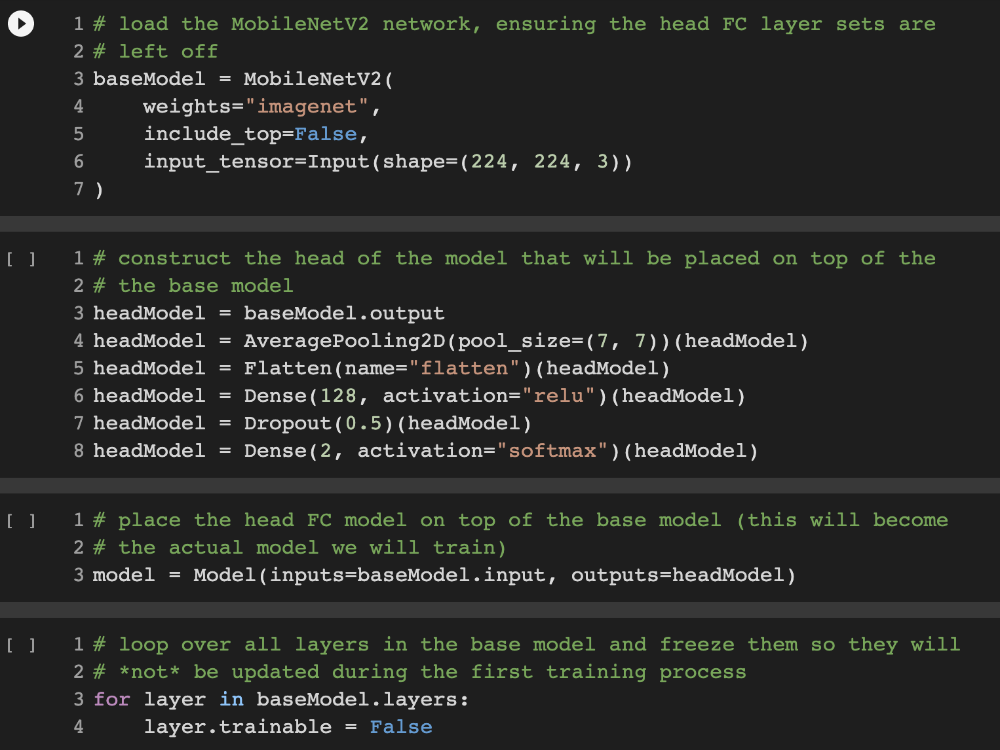 1 # load the MobileNetV2 network, ensuring the head FC layer sets are
2 # left off
3 baseModel = MobileNetV2(
4     weights="imagenet",
5     include_top=False,
6     input_tensor=Input(shape=(224, 224, 3))
7 )
[ ] 1 # construct the head of the model that will be placed on top of the
2 # the base model
3 headModel = baseModel.output
4 headModel = AveragePooling2D(pool_size=(7, 7))(headModel)
5 headModel = Flatten(name="flatten")(headModel)
6 headModel = Dense(128, activation="relu")(headModel)
7 headModel = Dropout(0.5)(headModel)
8 headModel = Dense(2, activation="softmax")(headModel)
[ ] 1 # place the head FC model on top of the base model (this will become
2 # the actual model we will train)
3 model = Model(inputs=baseModel.input, outputs=headModel)
[ ] 1 # loop over all layers in the base model and freeze them so they will
2 # *not* be updated during the first training process
3 for layer in baseModel.layers:
4     layer.trainable = False